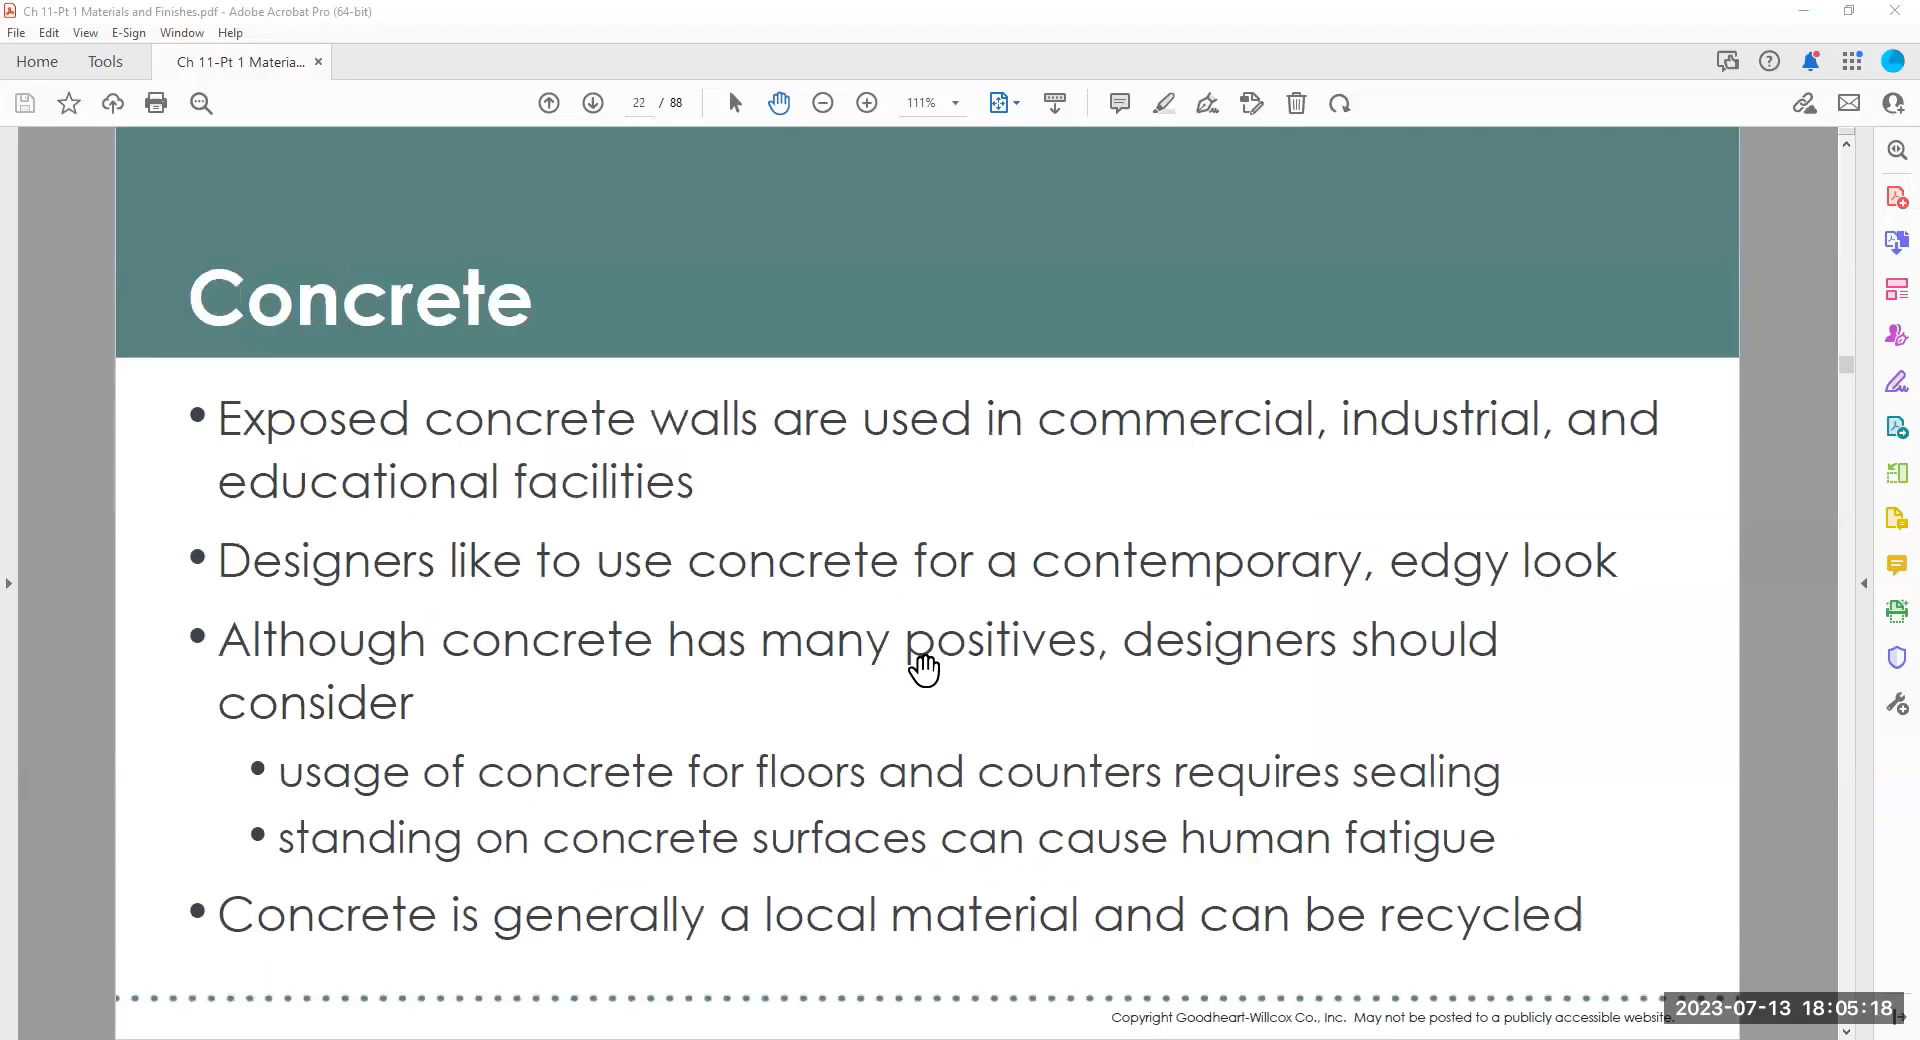 Ch 11-Pt 1 Materials and Finishes.pdf - Adobe Acrobat Pro (64-bit)
File Edit View E-Sign Window Help
Home Tools Ch 11-Pt 1 Materia... ×
22 / 88 111%
Concrete
• Exposed concrete walls are used in commercial, industrial, and
educational facilities
• Designers like to use concrete for a contemporary, edgy look
• Although concrete has many positives, designers should
consider
• usage of concrete for floors and counters requires sealing
• standing on concrete surfaces can cause human fatigue
• Concrete is generally a local material and can be recycled
Copyright Goodheart-Willcox Co., Inc. May not be posted to a publicly accessible website.
2023-07-13 18:05:18